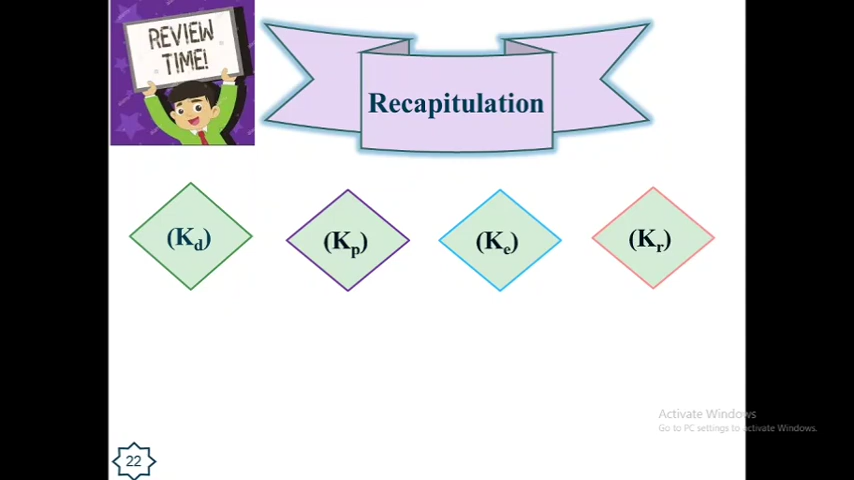 REVIEW
TIME!
Recapitulation
(Kd)
(Kp)
(Ke)
(Kr)
Activate Windows
Go to PC settings to activate Windows.
22